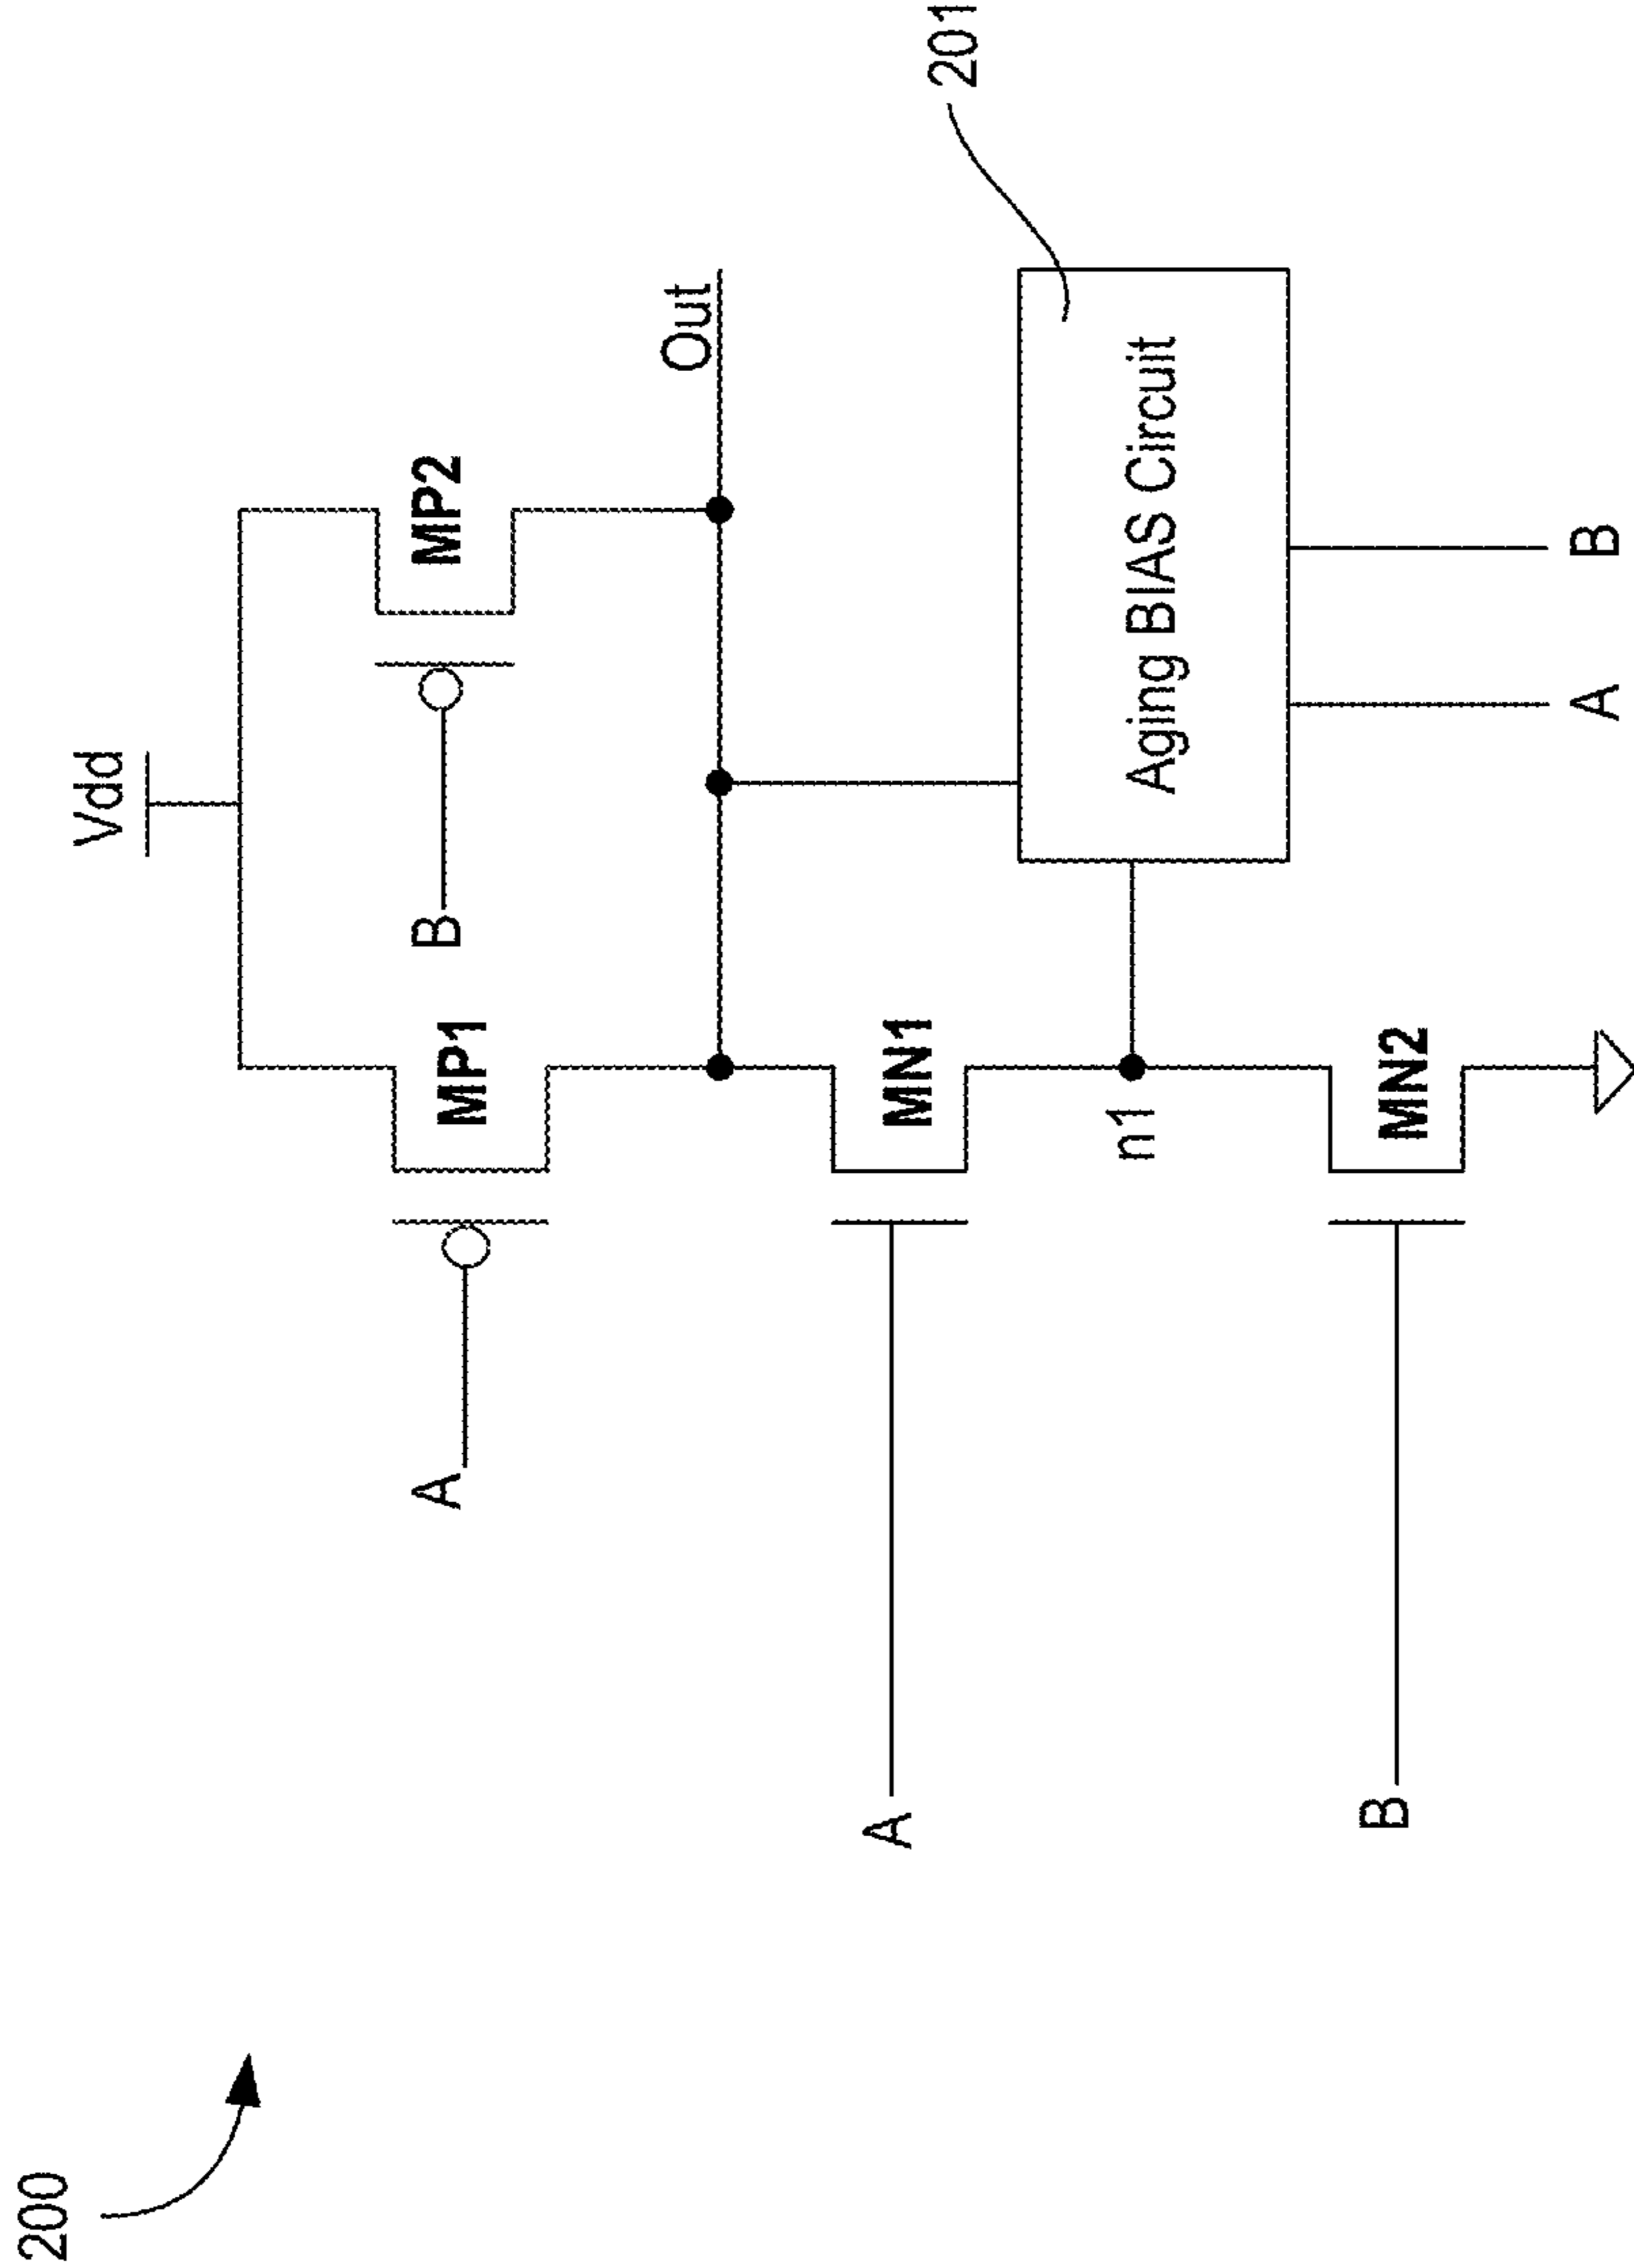 200
Vdd
A
MP1
B
MP2
Out
A
MN1
201
n1
Aging BIAS Circuit
B
MN2
A
B